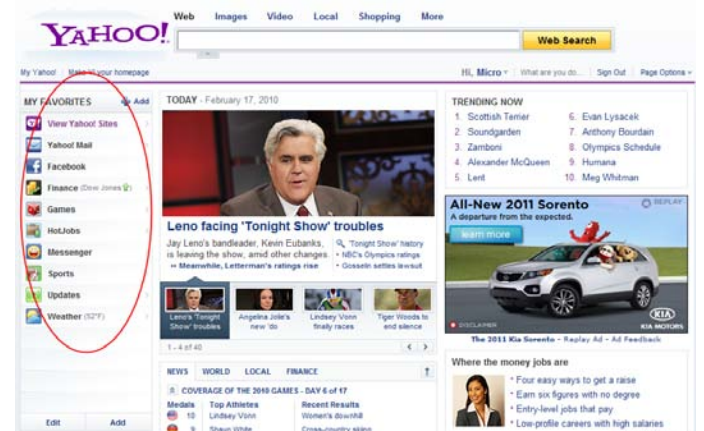 Web Images Video Local Shopping More
YAHOO!
Web Search
My Yahoo! Make Y! your homepage
Hi, Micro What are you do... Sign Out Page Options
MY FAVORITES Add
View Yahoo! Sites
Yahoo! Mail
Facebook
Finance (Dow Jones)
Games
HotJobs
Messenger
Sports
Updates
Weather (52°F)
Edit Add
TODAY - February 17, 2010
Leno facing 'Tonight Show' troubles
Jay Leno's bandleader, Kevin Eubanks,
is leaving the show, amid other changes.
» Meanwhile, Letterman's ratings rise
'Tonight Show' history
• NBC's Olympics ratings
• Gosselin settles lawsuit
Leno's 'Tonight
Show' troubles
Angelina Jolie's
new 'do
Lindsey Vonn
finally races
Tiger Woods to
end silence
1 - 4 of 40
NEWS WORLD LOCAL FINANCE
COVERAGE OF THE 2010 GAMES - DAY 6 of 17
Medals Top Athletes Recent Results
10 Lindsey Vonn Women's downhill
9 Shaun White Cross-country skiing
TRENDING NOW
1. Scottish Terrier
2. Soundgarden
3. Zamboni
4. Alexander McQueen
5. Lent
6. Evan Lysacek
7. Anthony Bourdain
8. Olympics Schedule
9. Humana
10. Meg Whitman
All-New 2011 Sorento
A departure from the expected.
REPLAY
learn more
DISCLAIMER
KIA
KIA MOTORS
The 2011 Kia Sorento - Replay Ad - Ad Feedback
Where the money jobs are
• Four easy ways to get a raise
• Earn six figures with no degree
• Entry-level jobs that pay
• Low-profile careers with high salaries